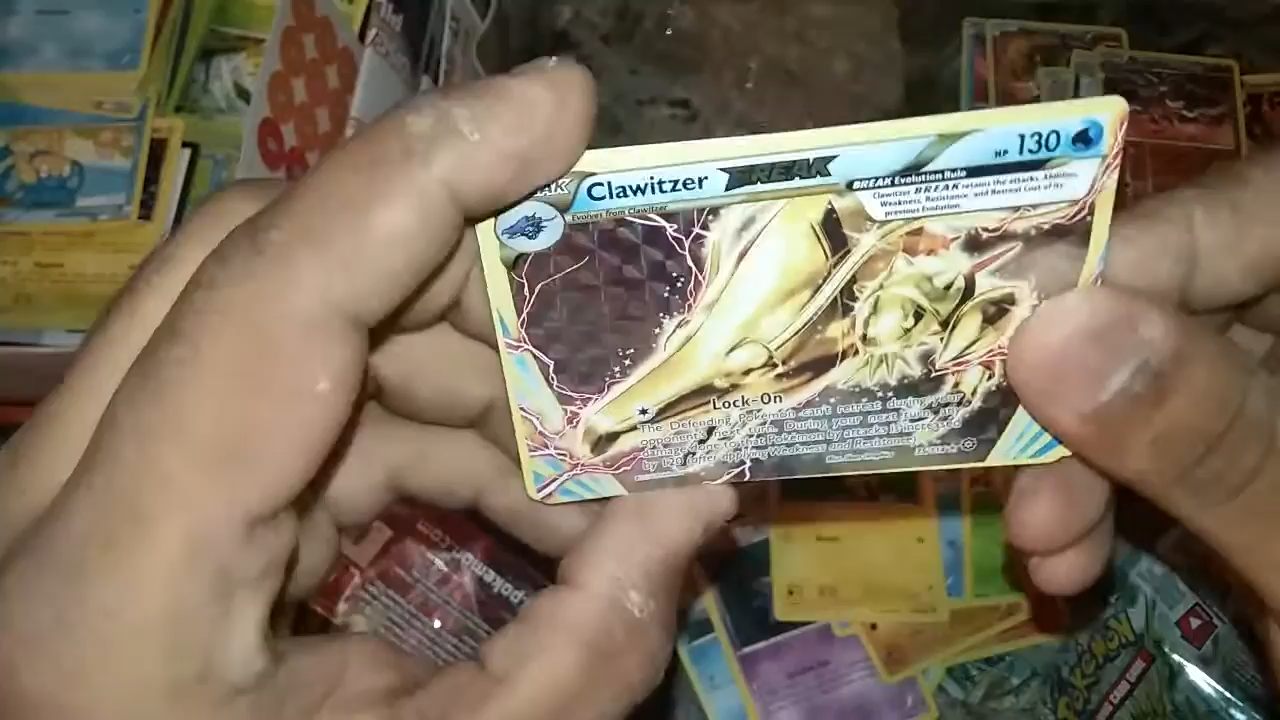 AK
Clawitzer BREAK
HP 130
Evolves from Clawitzer
BREAK Evolution Rule
Clawitzer BREAK retains the attacks, Abilities,
Weakness, Resistance, and Retreat Cost of its
previous Evolution.
Lock-On
The Defending Pokémon can't retreat during your
opponent's next turn. During your next turn, any
damage done to that Pokémon by attacks is increased
by 120 (after applying Weakness and Resistance).
pokemon.com
POKÉMON